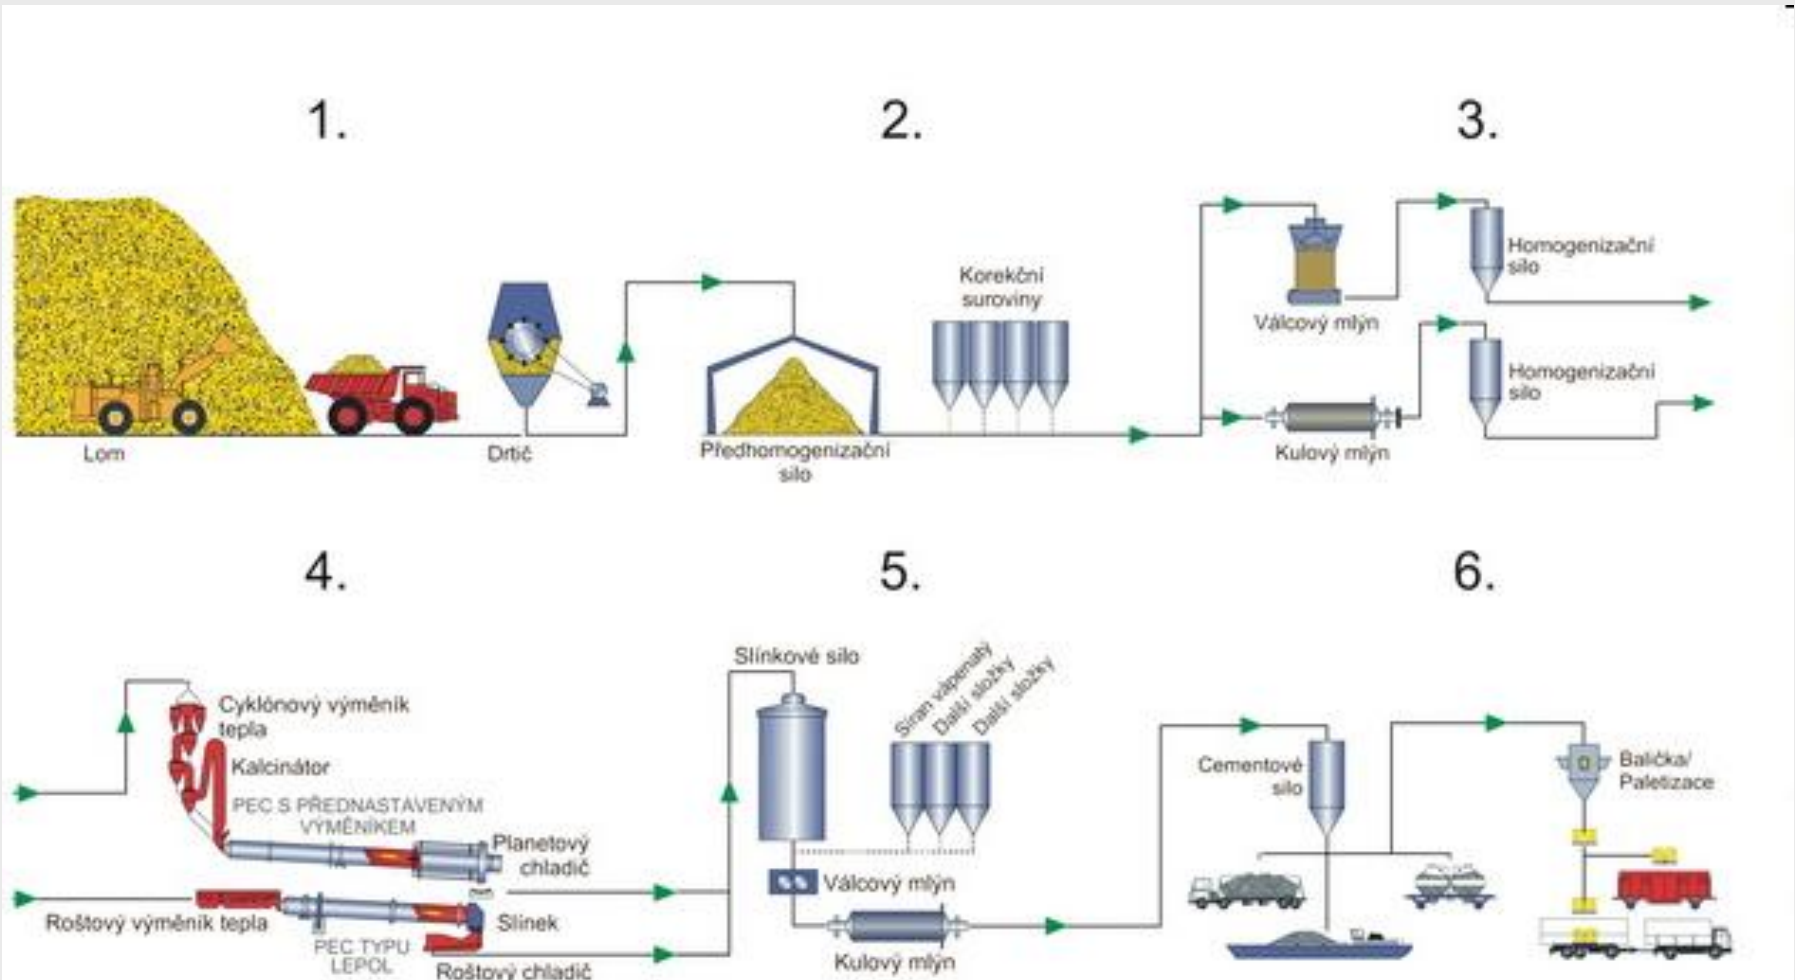 1.
2.
3.
Lom
Drtič
Předhomogenizační
silo
Korekční
suroviny
Válcový mlýn
Homogenizační
silo
Kulový mlýn
Homogenizační
silo
4.
5.
6.
Cyklónový výměník
tepla
Kalcinátor
PEC S PŘEDNASTAVENÝM
VÝMĚNÍKEM
Planetový
chladič
Roštový výměník tepla
Slínek
PEC TYPU
LEPOL
Roštový chladič
Slínkové silo
Síran vápenatý
Další složky
Další složky
Válcový mlýn
Kulový mlýn
Cementové
silo
Balička/
Paletizace